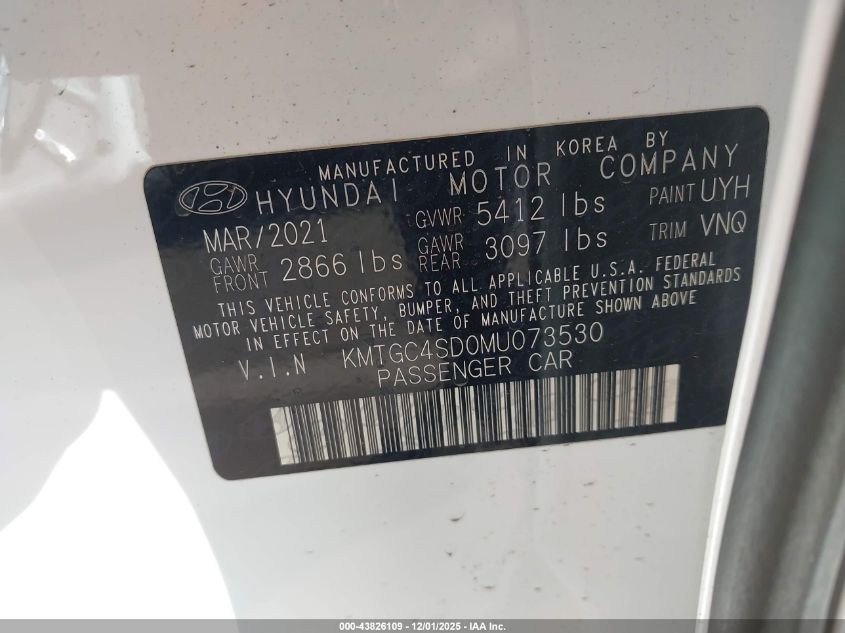 MANUFACTURED IN KOREA BY
HYUNDAI MOTOR COMPANY
MAR/2021 GVWR 5412 lbs PAINT UYH
GAWR FRONT 2866 lbs GAWR REAR 3097 lbs TRIM VNQ
THIS VEHICLE CONFORMS TO ALL APPLICABLE U.S.A. FEDERAL
MOTOR VEHICLE SAFETY, BUMPER, AND THEFT PREVENTION STANDARDS
IN EFFECT ON THE DATE OF MANUFACTURE SHOWN ABOVE
V.I.N KMTGC4SD0MU073530
PASSENGER CAR
000-43826109 - 12/01/2025 - IAA Inc.